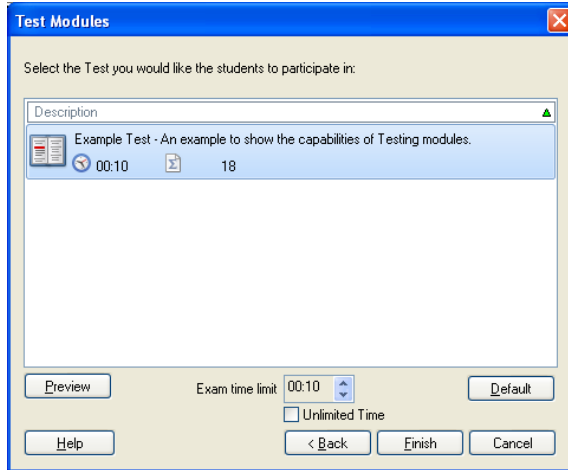 Test Modules
Select the Test you would like the students to participate in:
Description
Example Test - An example to show the capabilities of Testing modules.
00:10 Σ 18
Preview Exam time limit 00:10 Default
Unlimited Time
Help < Back Finish Cancel